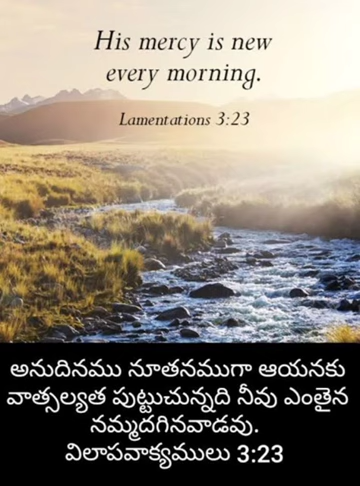 His mercy is new
every morning.
Lamentations 3:23
అనుదినము నూతనముగా ఆయనకు
వాత్సల్యత పుట్టుచున్నది నీవు ఎంతైన
నమ్మదగినవాడవు.
విలాపవాక్యములు 3:23